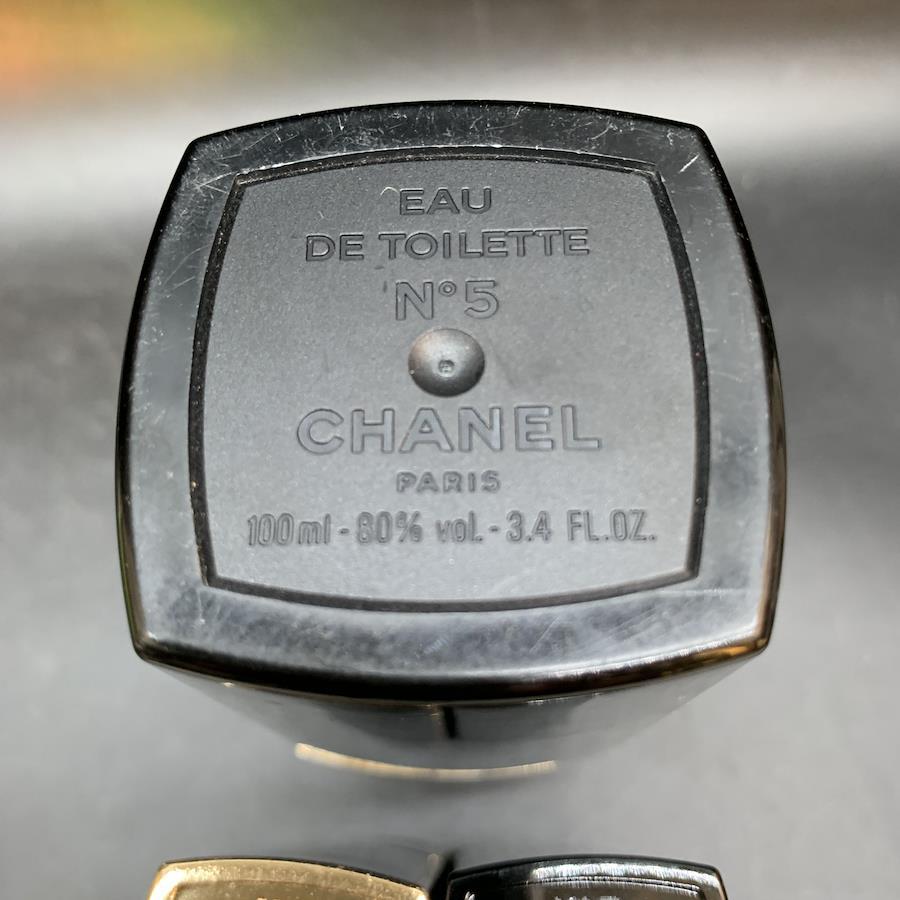 EAU
DE TOILETTE
N°5
CHANEL
PARIS
100ml - 80% vol. - 3.4 FL.OZ.